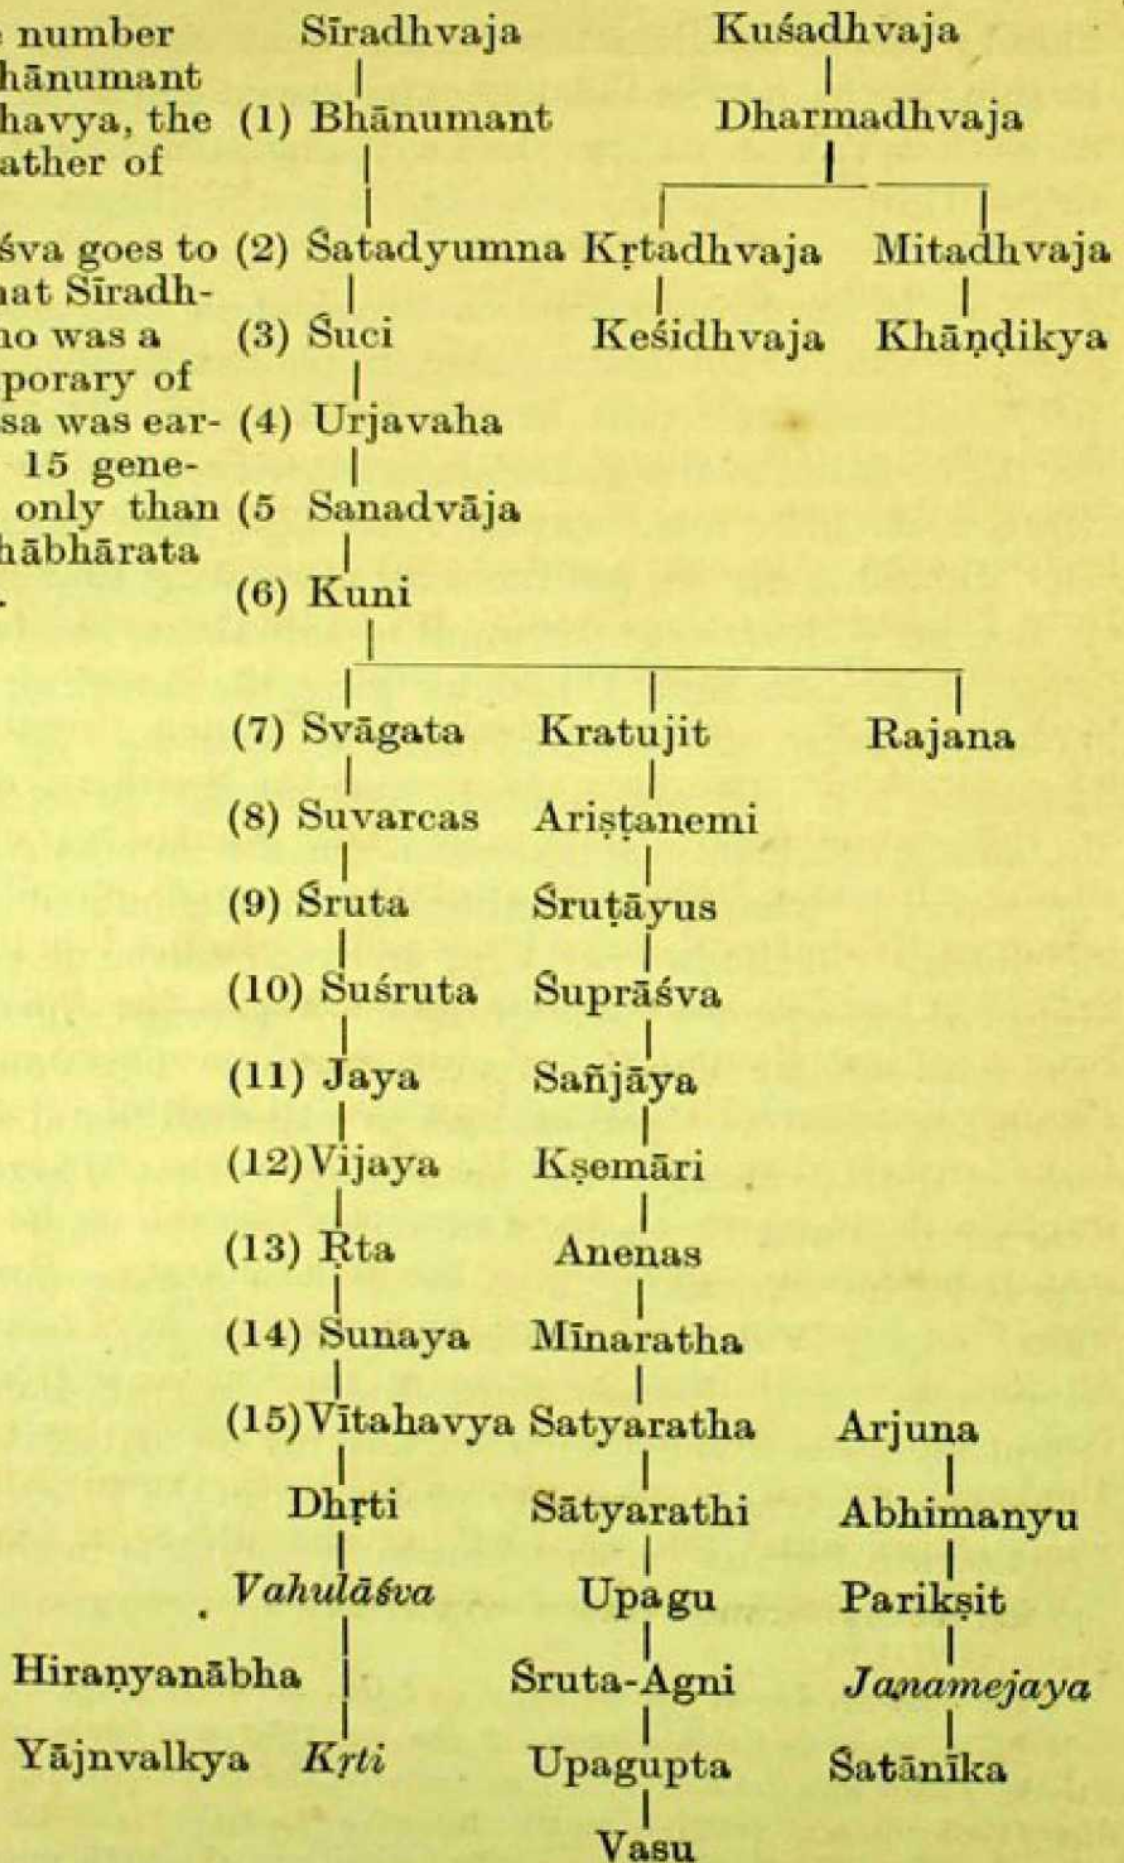 number Sīradhvaja Kuśadhvaja
hānumant
havya, the (1) Bhānumant Dharmadhvaja
ather of
śva goes to (2) Śatadyumna Kṛtadhvaja Mitadhvaja
hat Sīradh-
ho was a (3) Śuci Keśidhvaja Khāṇḍikya
porary of
sa was ear- (4) Urjavaha
15 gene-
only than (5 Sanadvāja
hābhārata
. (6) Kuni
(7) Svāgata Kratujit Rajana
(8) Suvarcas Ariṣṭanemi
(9) Śruta Śruṭāyus
(10) Suśruta Suprāśva
(11) Jaya Sañjāya
(12) Vijaya Kṣemāri
(13) Ṛta Anenas
(14) Sunaya Mīnaratha
(15) Vītahavya Satyaratha Arjuna
Dhṛti Sātyarathi Abhimanyu
Vahulāśva Upagu Parikṣit
Hiraṇyanābha Śruta-Agni Janamejaya
Yājnvalkya Kṛti Upagupta Śatānīka
Vasu